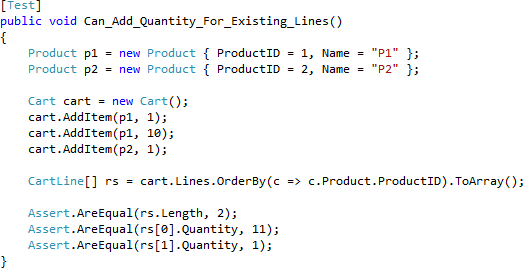 [Test]
public void Can_Add_Quantity_For_Existing_Lines()
{
    Product p1 = new Product { ProductID = 1, Name = "P1" };
    Product p2 = new Product { ProductID = 2, Name = "P2" };

    Cart cart = new Cart();
    cart.AddItem(p1, 1);
    cart.AddItem(p1, 10);
    cart.AddItem(p2, 1);

    CartLine[] rs = cart.Lines.OrderBy(c => c.Product.ProductID).ToArray();

    Assert.AreEqual(rs.Length, 2);
    Assert.AreEqual(rs[0].Quantity, 11);
    Assert.AreEqual(rs[1].Quantity, 1);
}